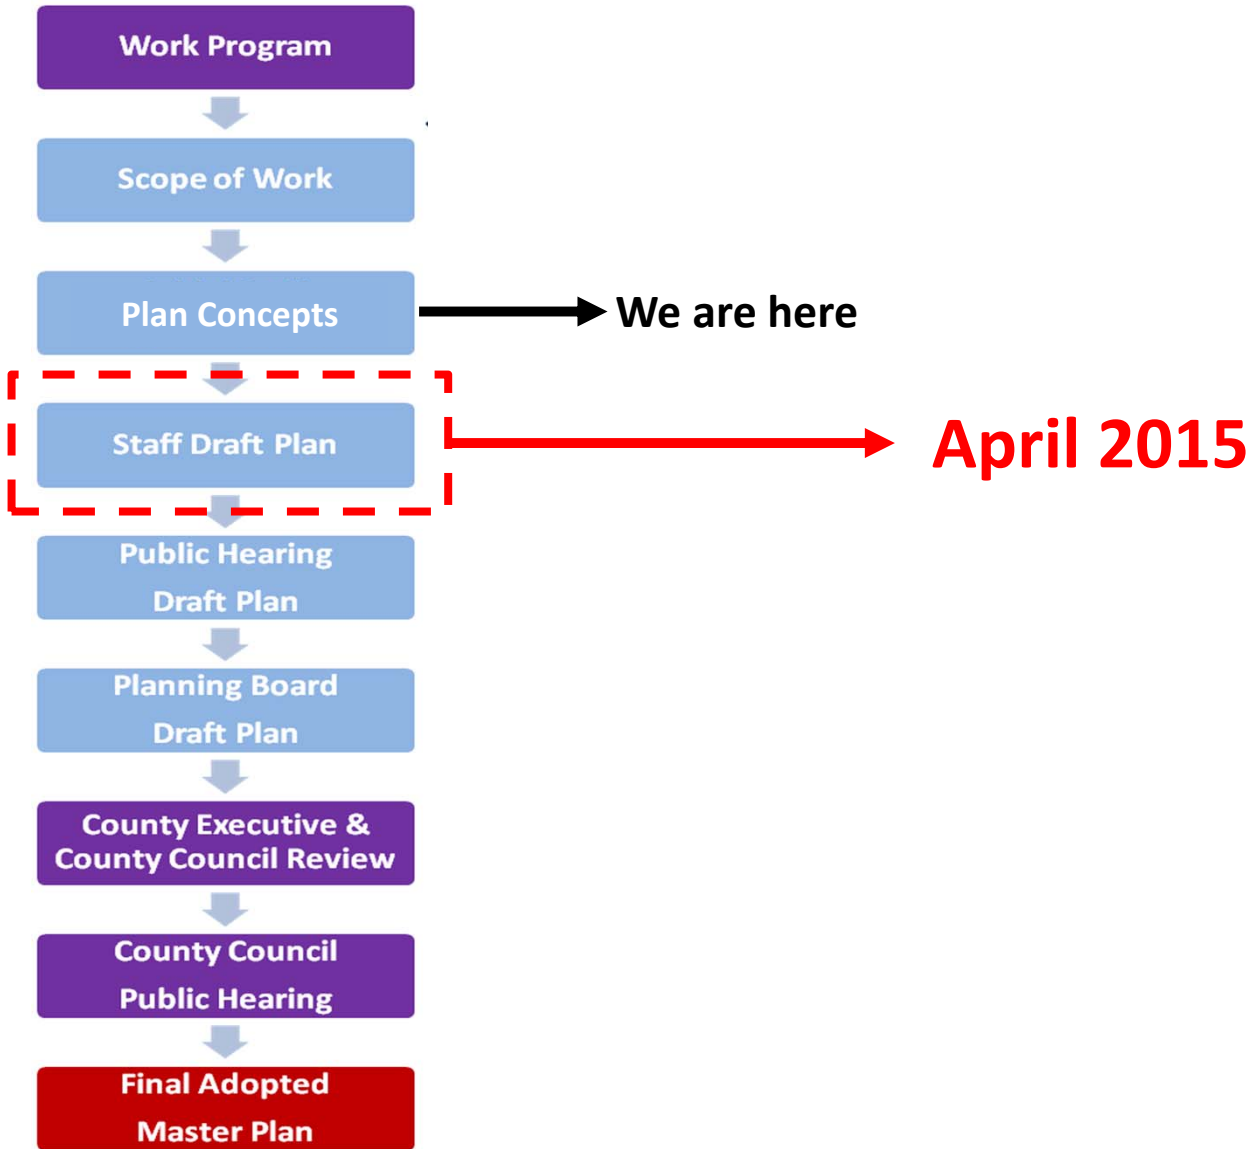 Work Program
Scope of Work
Plan Concepts
We are here
Staff Draft Plan
April 2015
Public Hearing
Draft Plan
Planning Board
Draft Plan
County Executive &
County Council Review
County Council
Public Hearing
Final Adopted
Master Plan